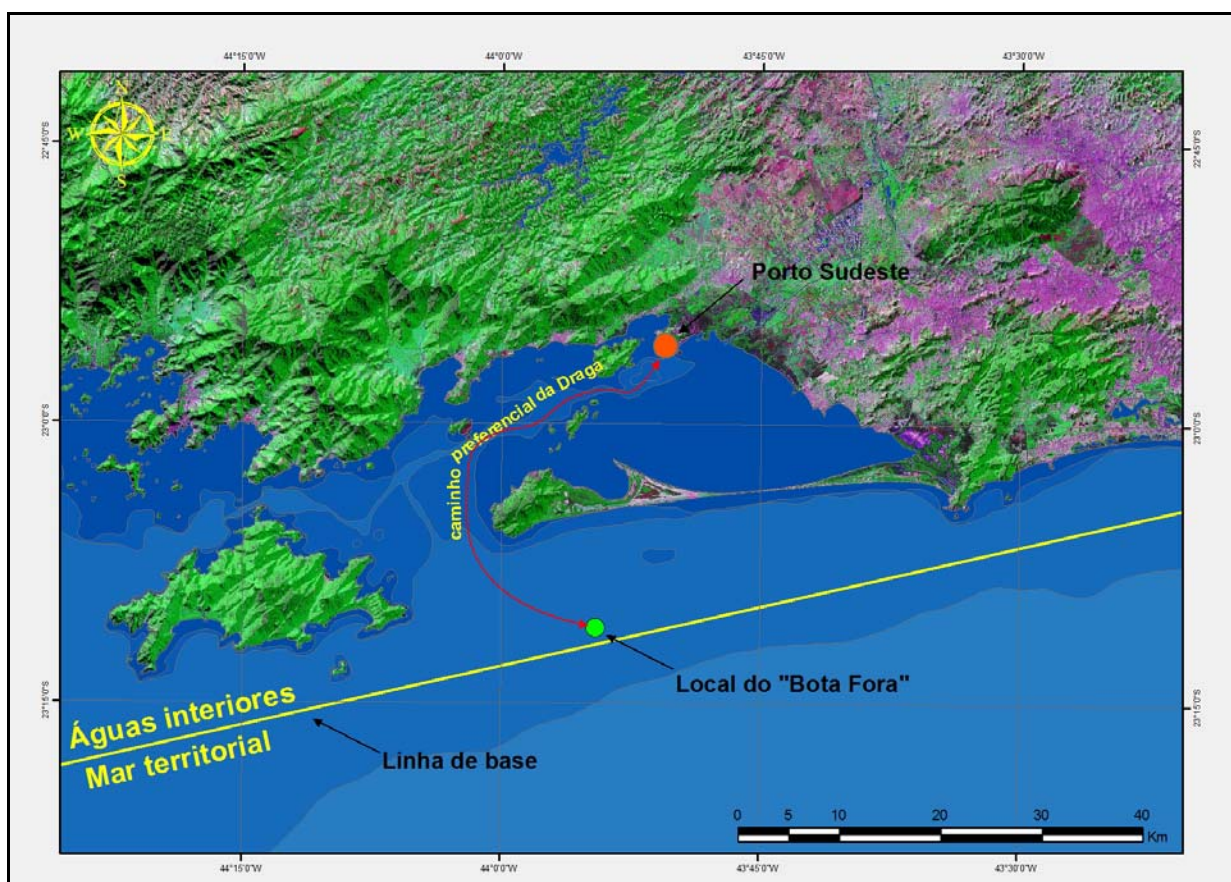 44°15'0"W
44°0'0"W
43°45'0"W
43°30'0"W
22°45'0"S
22°45'0"S
N
W
E
S
Porto Sudeste
caminho preferencial da Draga
23°0'0"S
23°0'0"S
Local do "Bota Fora"
23°15'0"S
23°15'0"S
Águas interiores
Mar territorial
Linha de base
0 5 10 20 30 40
Km
44°15'0"W
44°0'0"W
43°45'0"W
43°30'0"W